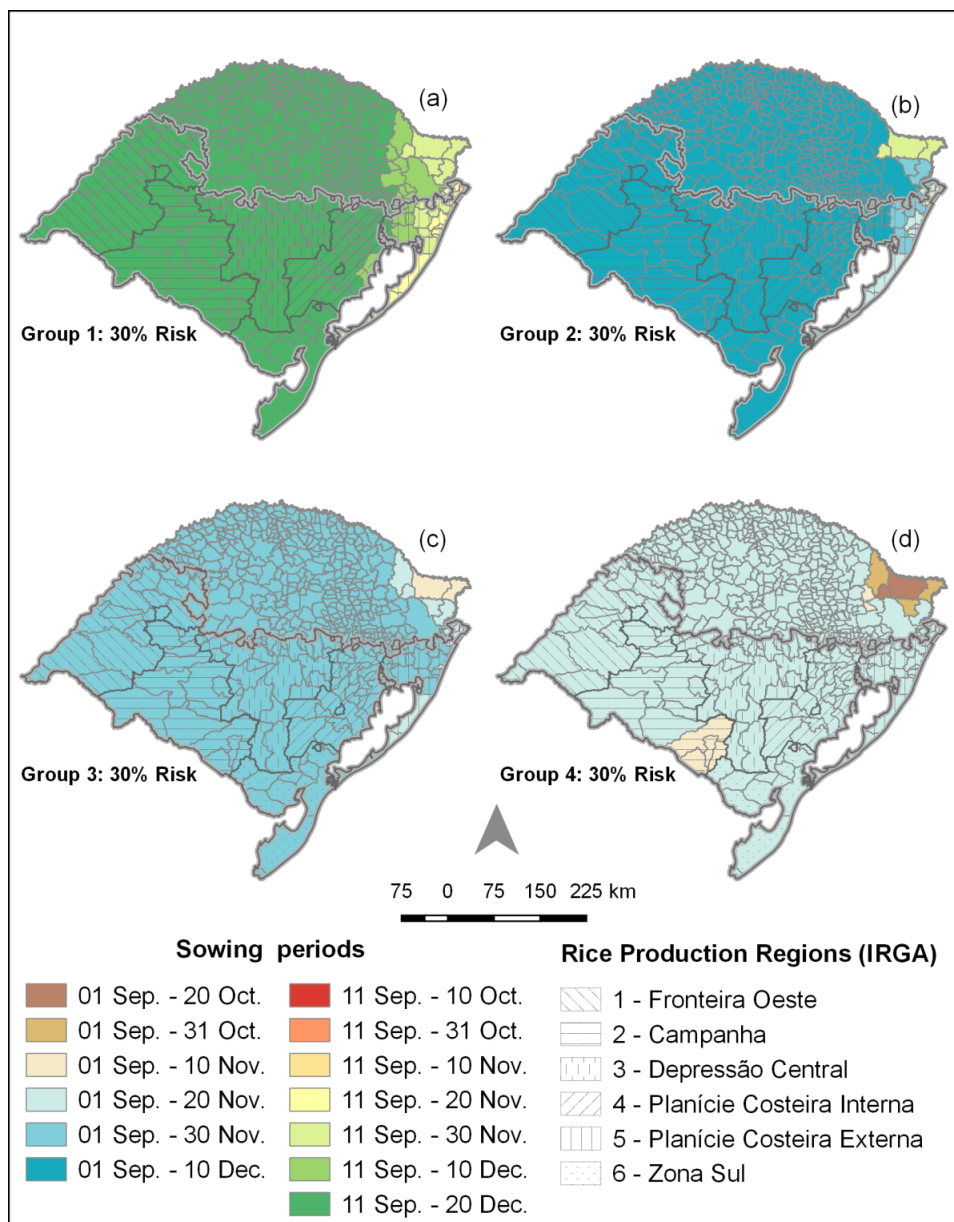 (a)
(b)
Group 1: 30% Risk
Group 2: 30% Risk
(c)
(d)
Group 3: 30% Risk
Group 4: 30% Risk
75 0 75 150 225 km
Sowing periods
01 Sep. - 20 Oct.
01 Sep. - 31 Oct.
01 Sep. - 10 Nov.
01 Sep. - 20 Nov.
01 Sep. - 30 Nov.
01 Sep. - 10 Dec.
11 Sep. - 10 Oct.
11 Sep. - 31 Oct.
11 Sep. - 10 Nov.
11 Sep. - 20 Nov.
11 Sep. - 30 Nov.
11 Sep. - 10 Dec.
11 Sep. - 20 Dec.
Rice Production Regions (IRGA)
1 - Fronteira Oeste
2 - Campanha
3 - Depressão Central
4 - Planície Costeira Interna
5 - Planície Costeira Externa
6 - Zona Sul